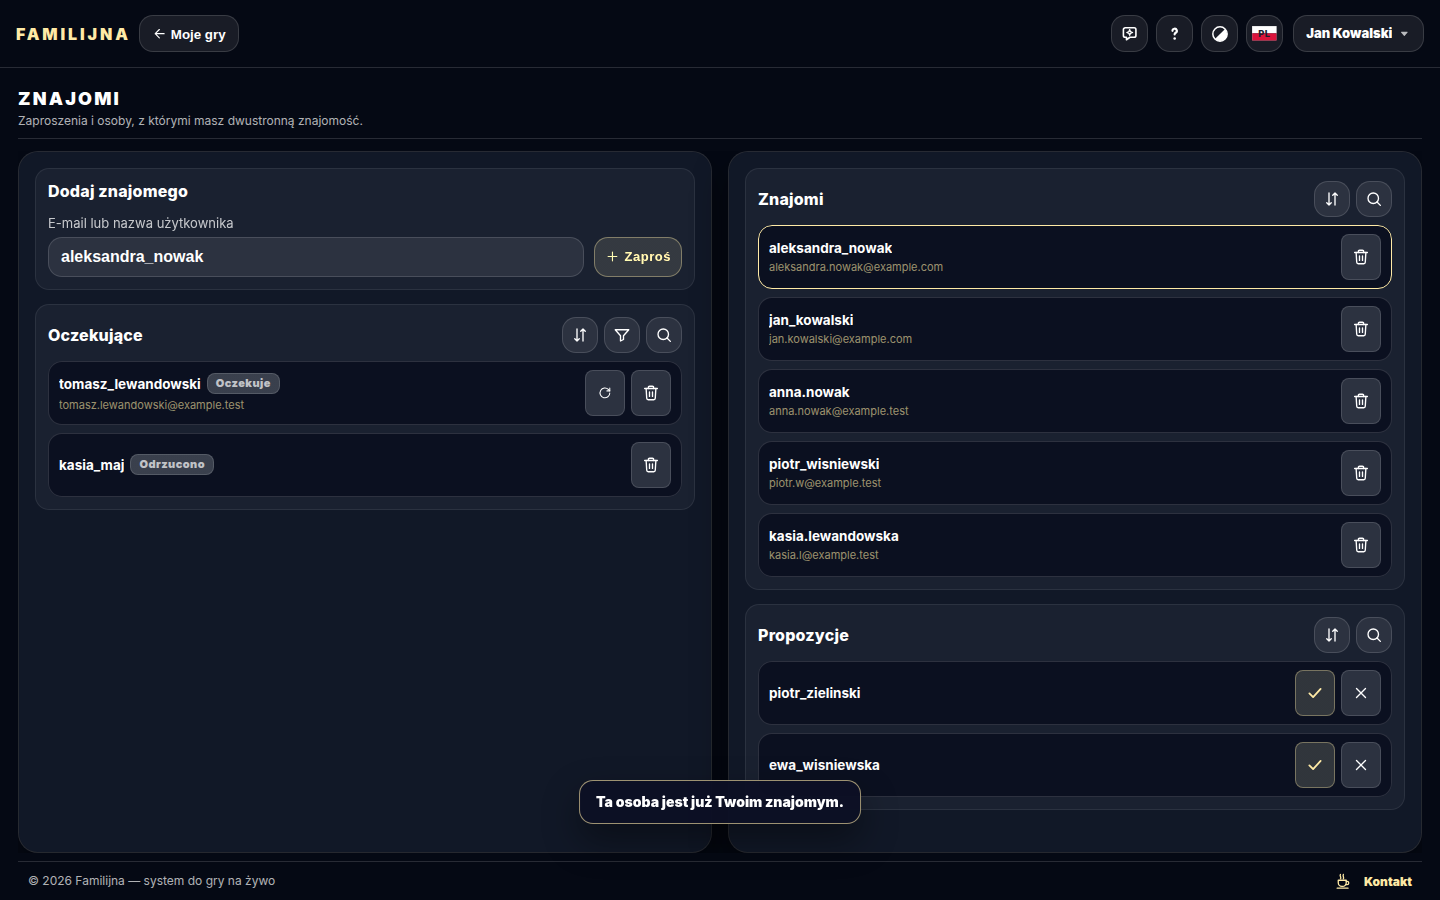 FAMILIJNA
Moje gry
?
PL
Jan Kowalski
ZNAJOMI
Zaproszenia i osoby, z którymi masz dwustronną znajomość.
Dodaj znajomego
E-mail lub nazwa użytkownika
aleksandra_nowak
Zaproś
Oczekujące
tomasz_lewandowski Oczekuje
tomasz.lewandowski@example.test
kasia_maj Odrzucono
Znajomi
aleksandra_nowak
aleksandra.nowak@example.com
jan_kowalski
jan.kowalski@example.com
anna.nowak
anna.nowak@example.test
piotr_wisniewski
piotr.w@example.test
kasia.lewandowska
kasia.l@example.test
Propozycje
piotr_zielinski
ewa_wisniewska
Ta osoba jest już Twoim znajomym.
© 2026 Familijna — system do gry na żywo
Kontakt